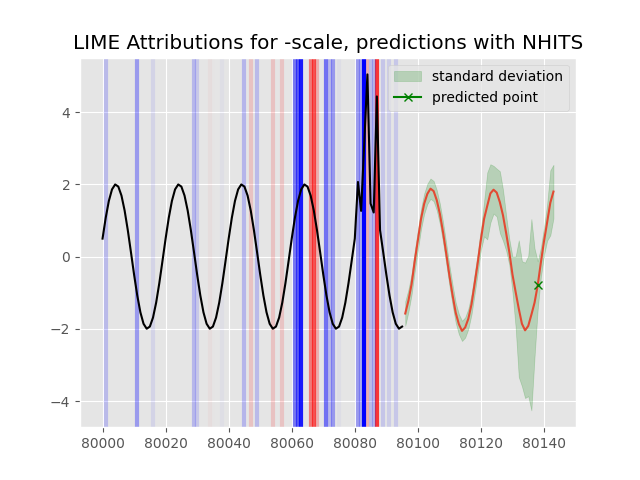 LIME Attributions for -scale, predictions with NHITS
standard deviation
predicted point
4
2
0
−2
−4
80000 80020 80040 80060 80080 80100 80120 80140